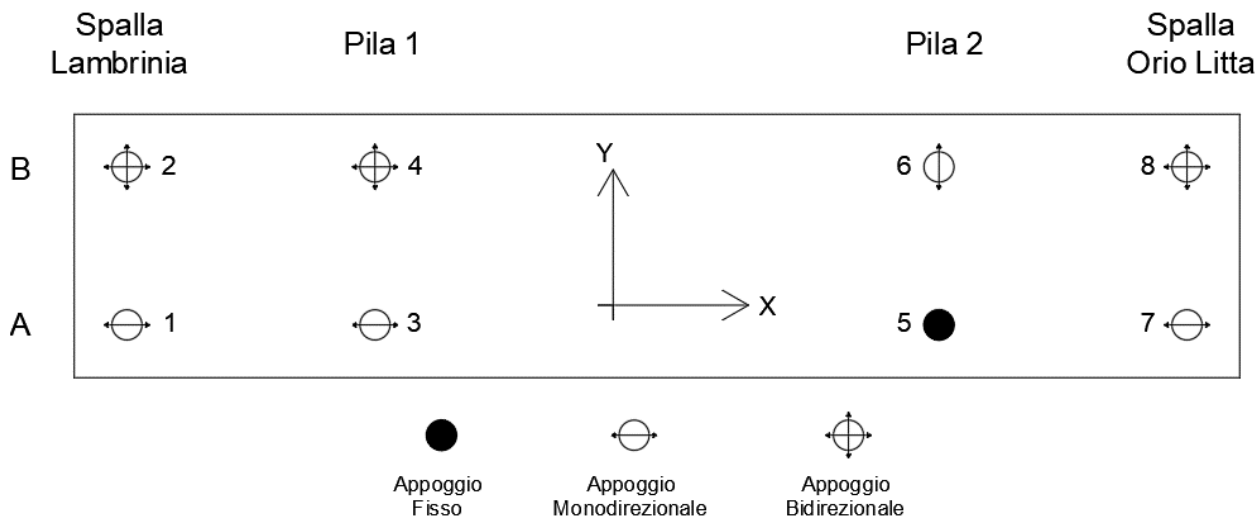 Spalla
Lambrinia
Pila 1
Pila 2
Spalla
Orio Litta
B
2
4
Y
6
8
A
1
3
X
5
7
Appoggio
Fisso
Appoggio
Monodirezionale
Appoggio
Bidirezionale